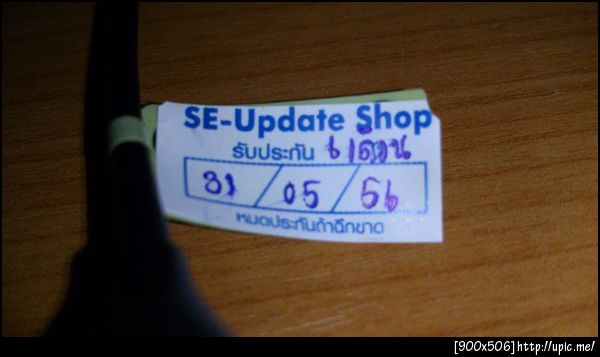 SE-Update Shop
รับประกัน 1 เดือน
31 / 05 / 56
หมดประกันถ้าฉีกขาด
[900x506]http://upic.me/